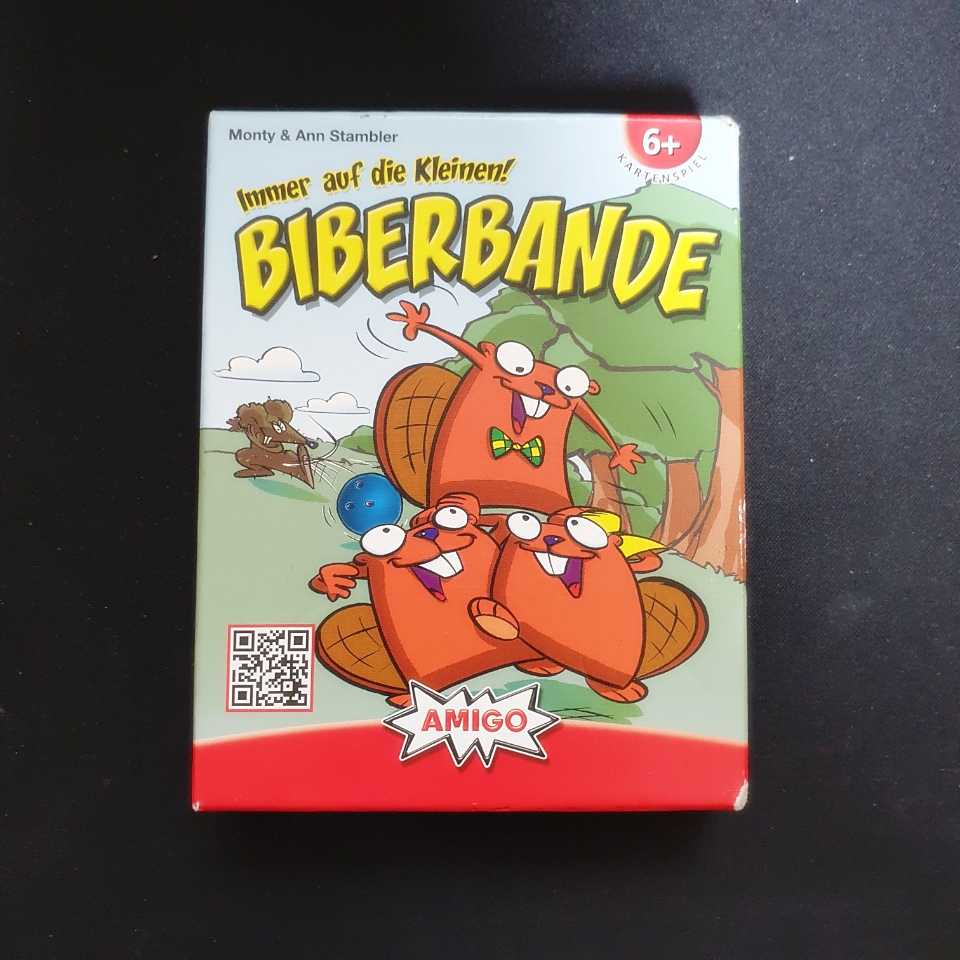 Monty & Ann Stambler
6+
KARTENSPIEL
Immer auf die Kleinen!
BIBERBANDE
AMIGO